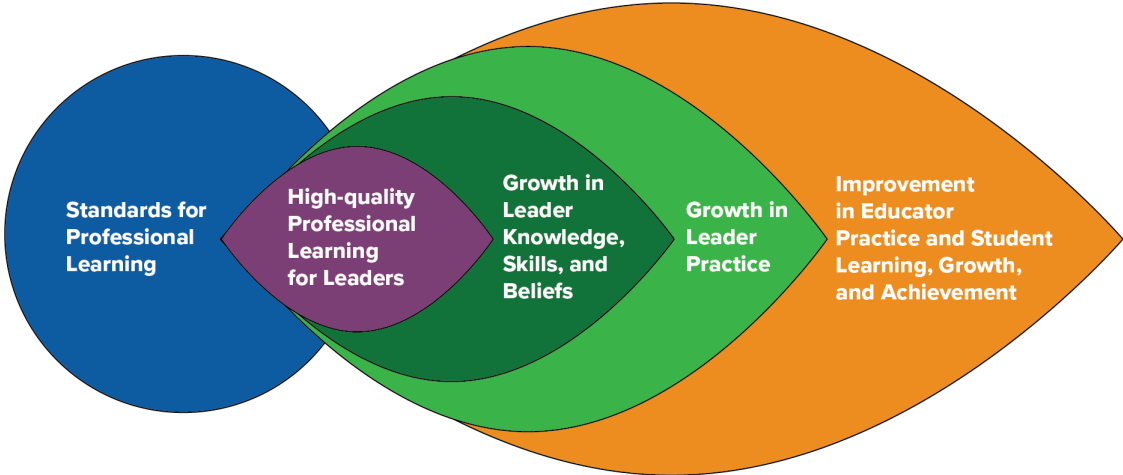 Standards for
Professional
Learning
High-quality
Professional
Learning
for Leaders
Growth in
Leader
Knowledge,
Skills, and
Beliefs
Growth in
Leader
Practice
Improvement
in Educator
Practice and Student
Learning, Growth,
and Achievement